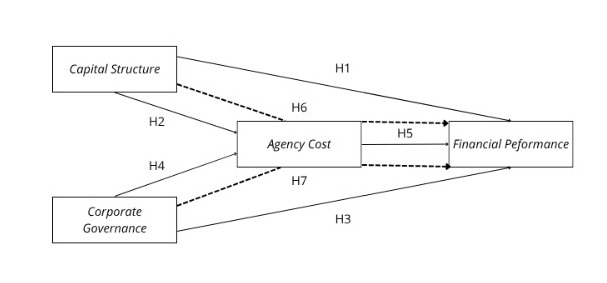 Capital Structure
H1
H6
H2
Agency Cost
H5
Financial Peformance
H4
H7
Corporate
Governance
H3